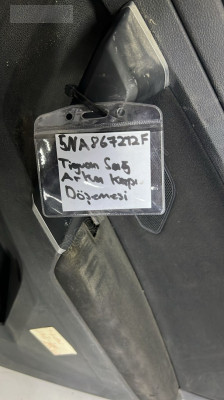 5NA867212F
Tiguan Sağ
Arka Kapı
Döşemesi